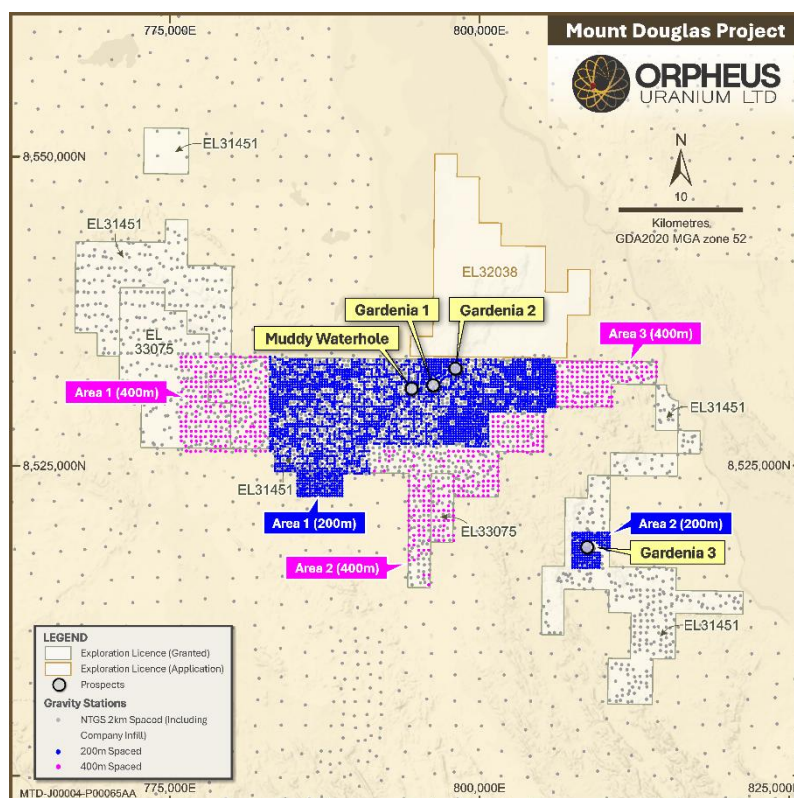 775,000E
800,000E
Mount Douglas Project
ORPHEUS
URANIUM LTD
EL31451
8,550,000N
N
10
Kilometres
GDA2020 MGA zone 52
EL31451
EL32038
Gardenia 1
Gardenia 2
EL
33075
Muddy Waterhole
Area 3 (400m)
Area 1 (400m)
EL31451
8,525,000N
EL31451
8,525,000N
Area 1 (200m)
EL33075
Area 2 (200m)
Gardenia 3
Area 2 (400m)
EL31451
LEGEND
Exploration Licence (Granted)
Exploration Licence (Application)
Prospects
Gravity Stations
NTGS 2km Spaced (Including
Company Infill)
200m Spaced
400m Spaced
MTD-J00004-P00065AA
775,000E
800,000E
825,000E